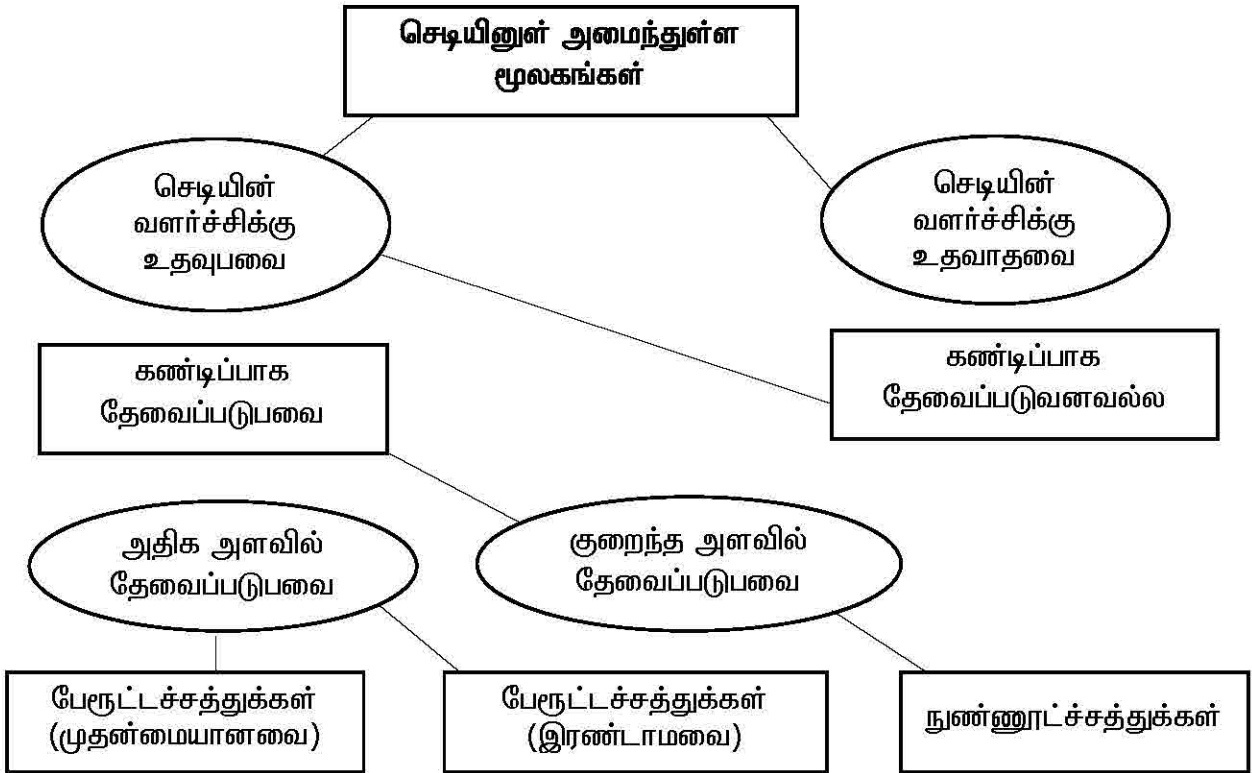 செடியினுள் அமைந்துள்ள
மூலகங்கள்
செடியின்
வளர்ச்சிக்கு
உதவுபவை
செடியின்
வளர்ச்சிக்கு
உதவாதவை
கண்டிப்பாக
தேவைப்படுபவை
கண்டிப்பாக
தேவைப்படுவனவல்ல
அதிக அளவில்
தேவைப்படுபவை
குறைந்த அளவில்
தேவைப்படுபவை
பேரூட்டச்சத்துக்கள்
(முதன்மையானவை)
பேரூட்டச்சத்துக்கள்
(இரண்டாமவை)
நுண்ணூட்ச்சத்துக்கள்